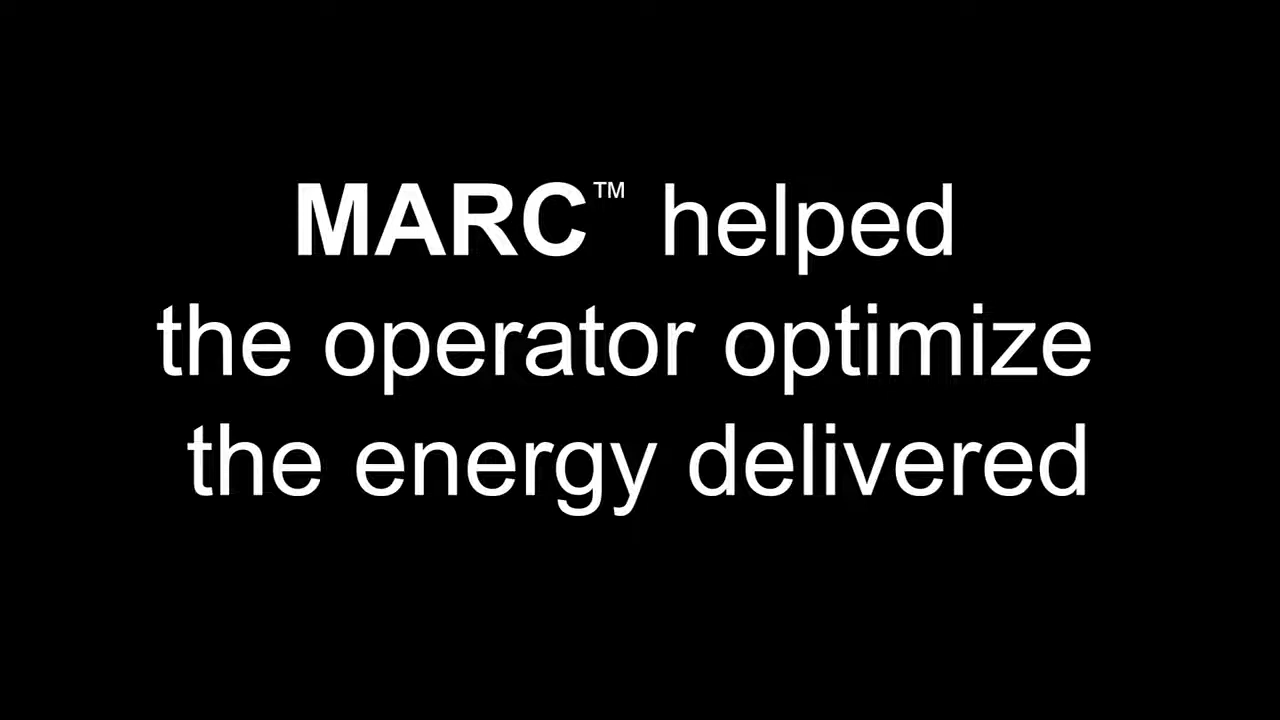 MARC™ helped
the operator optimize
the energy delivered